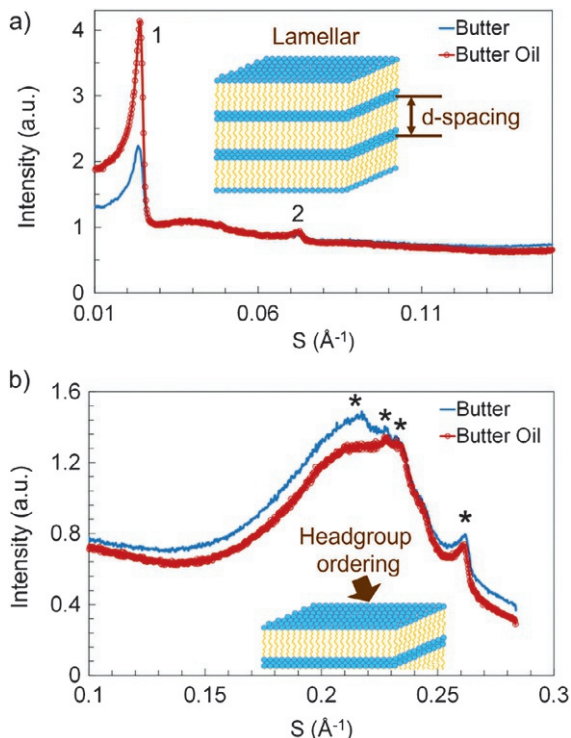 a)
4
3
2
1
0
Intensity (a.u.)
1
2
Lamellar
Butter
Butter Oil
d-spacing
0.01 0.06 0.11
S (Å⁻¹)
b)
1.6
1.2
0.8
0.4
0
Intensity (a.u.)
* * * *
Butter
Butter Oil
Headgroup
ordering
0.1 0.15 0.2 0.25 0.3
S (Å⁻¹)